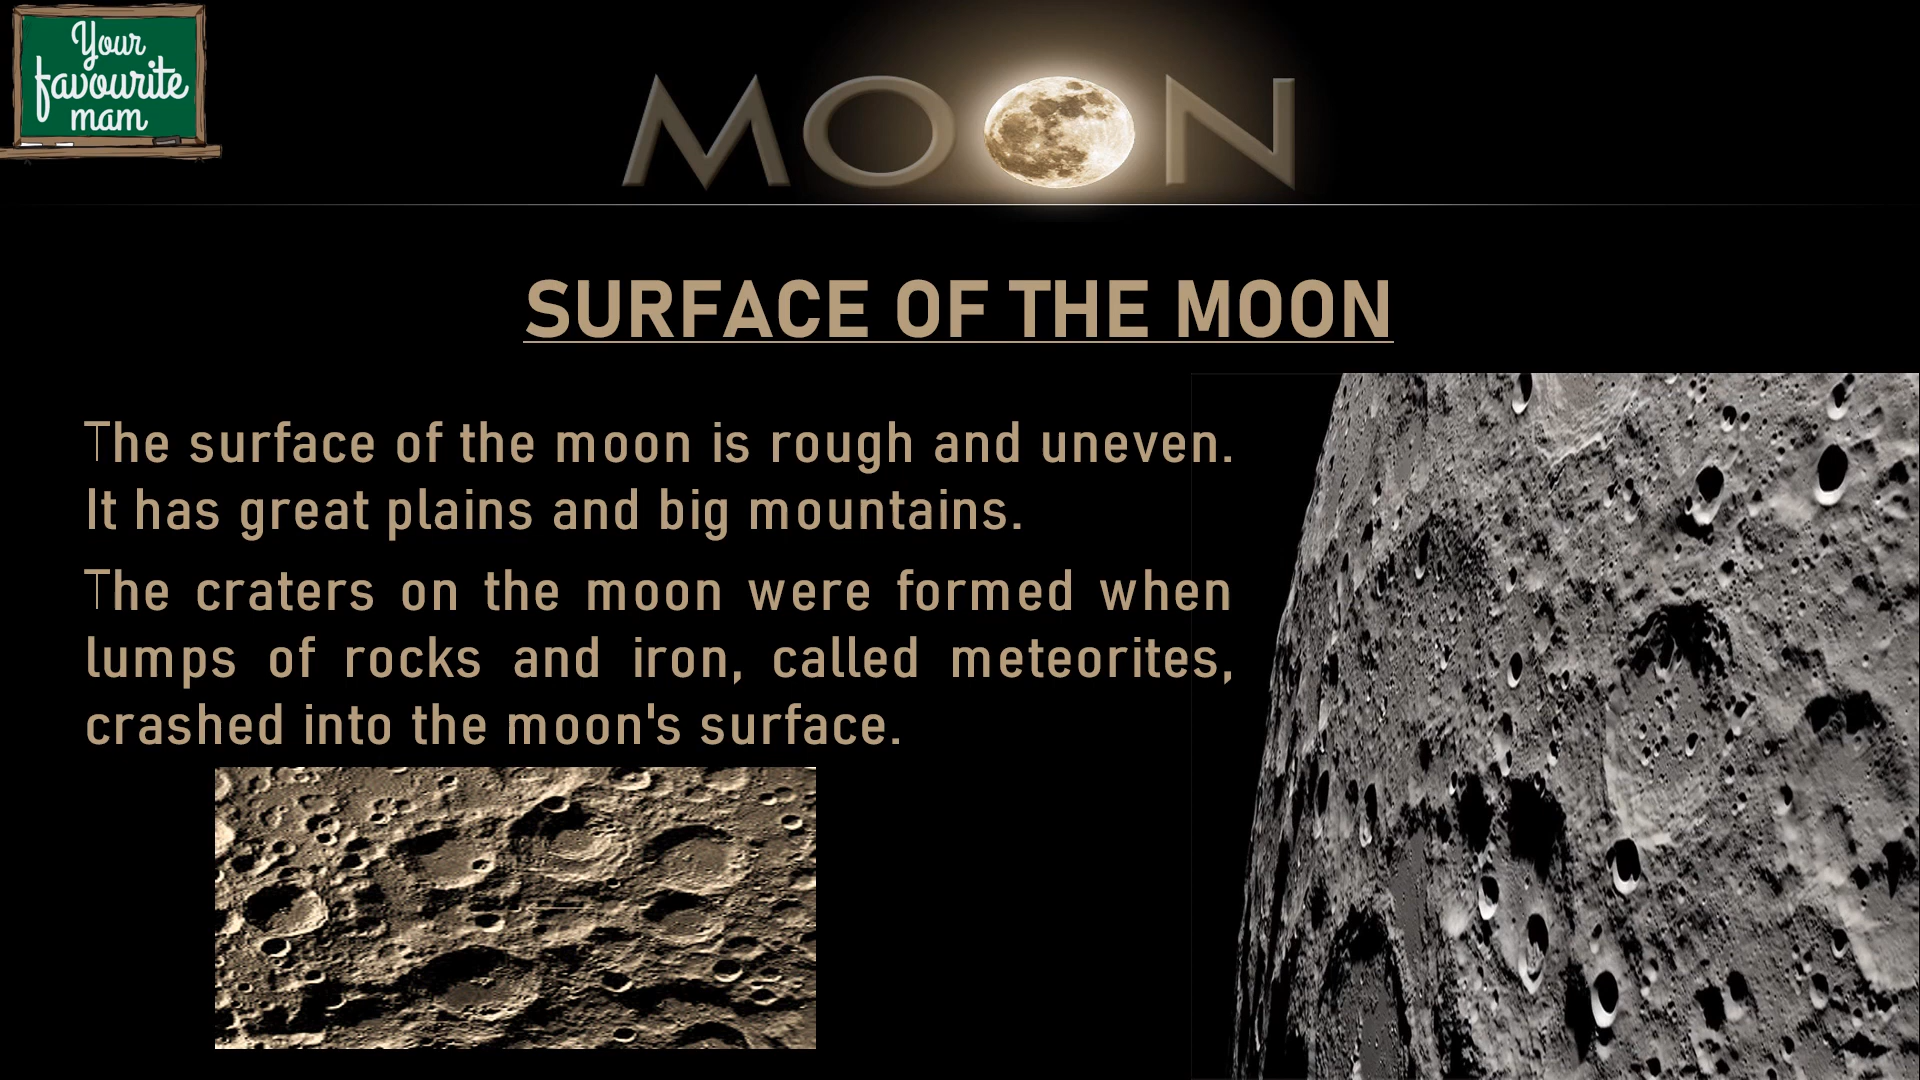 Your
favourite
mam
MOON
SURFACE OF THE MOON
The surface of the moon is rough and uneven.
It has great plains and big mountains.
The craters on the moon were formed when
lumps of rocks and iron, called meteorites,
crashed into the moon's surface.